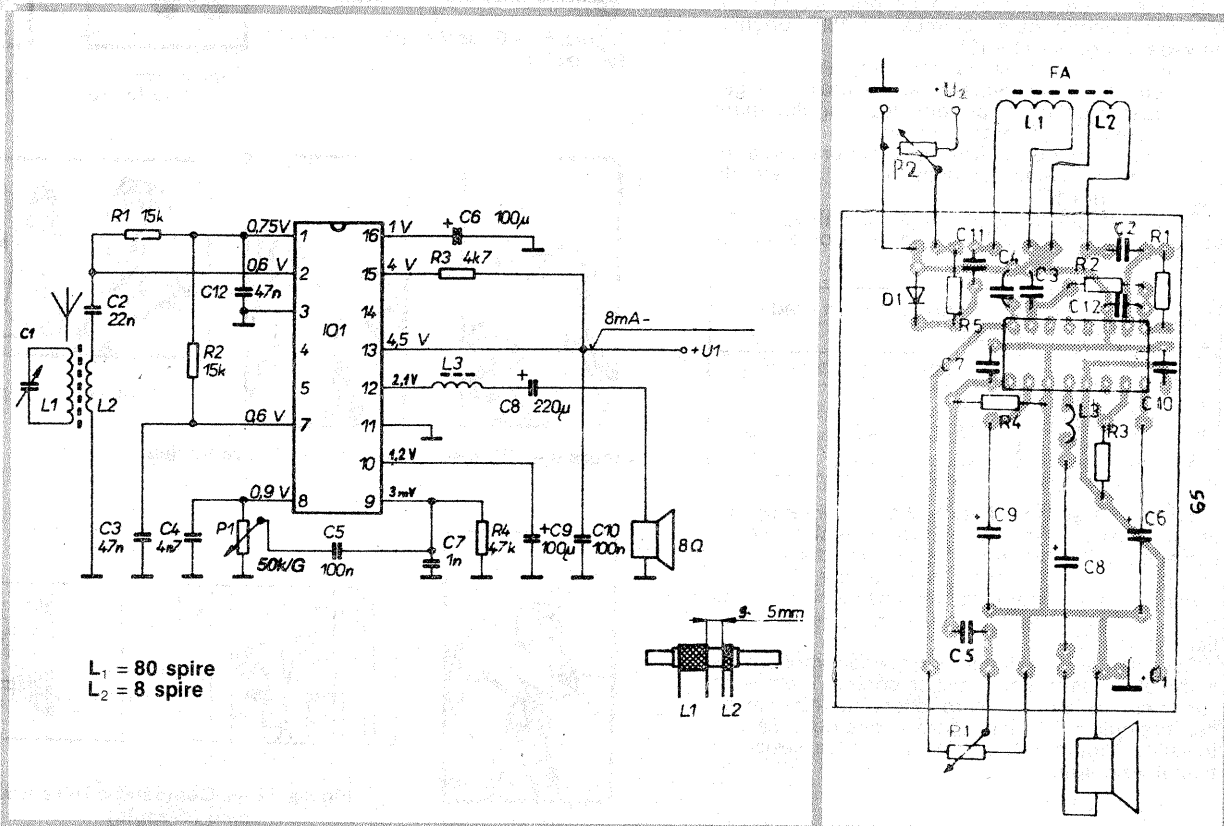 R1 15k
0,75V
1
16
1 V
C6 100µ
+
0,6 V
2
15
4 V
R3 4k7
C2
22n
C12
47n
3
14
8mA-
C1
R2
15k
IO1
4
13
4,5 V
+U1
L1
L2
5
12
2,1V
L3
+
C8 220µ
0,6 V
7
11
10
1,2 V
0,9 V
8
9
3mV
C3
47n
C4
4n7
P1
50k/G
C5
100n
C7
1n
R4
47k
+C9
100µ
C10
100n
8Ω
5mm
L1
L2
L₁ = 80 spire
L₂ = 8 spire
FA
+U2
L1
L2
P2
C11
C4
C3
C2
R1
R2
C12
D1
R5
C7
C10
R4
L3
R3
+
C9
+
C8
+
C6
C5
P1
65